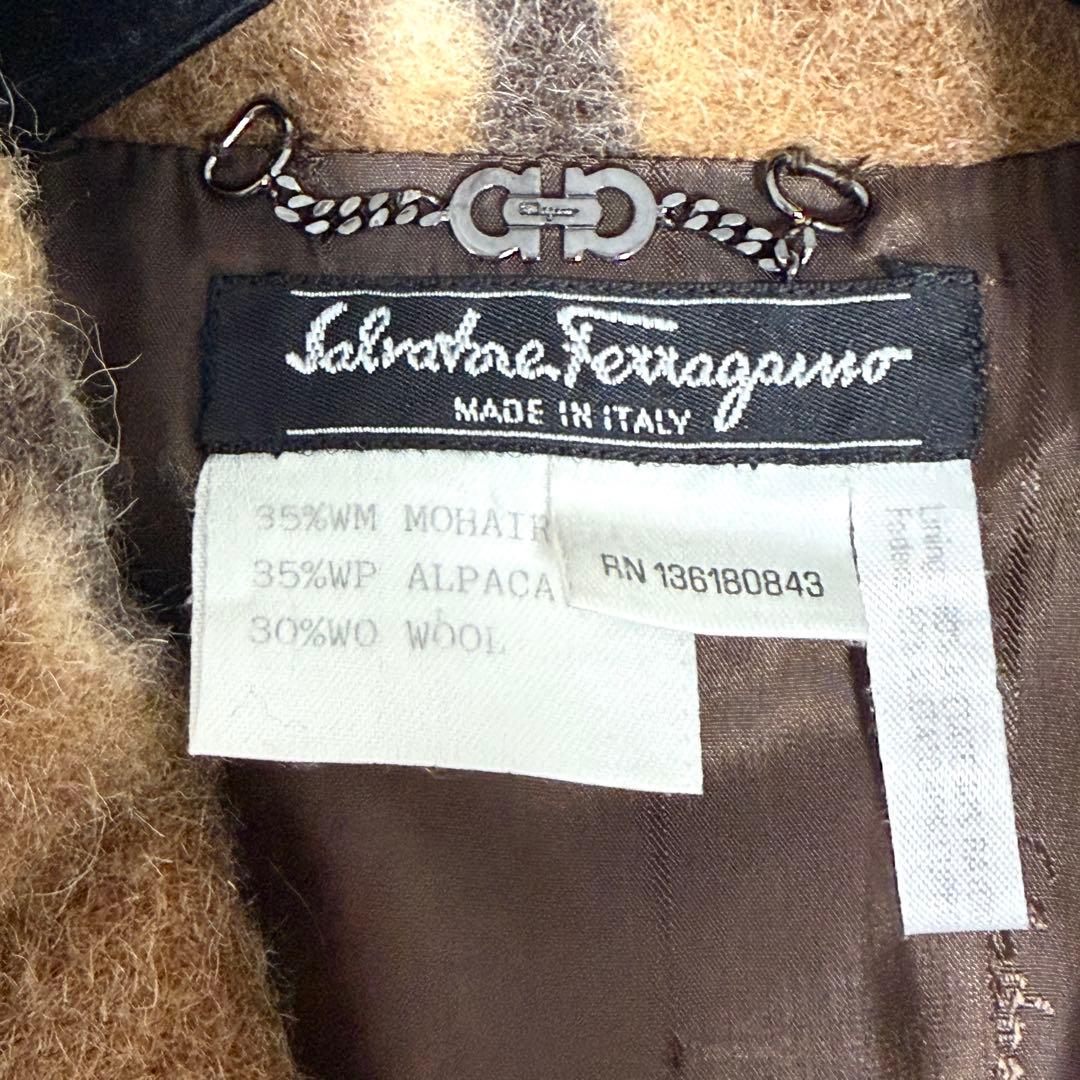 Salvatore Ferragamo
MADE IN ITALY
35%WM MOHAIR
35%WP ALPACA
30%WO WOOL
RN 136180843